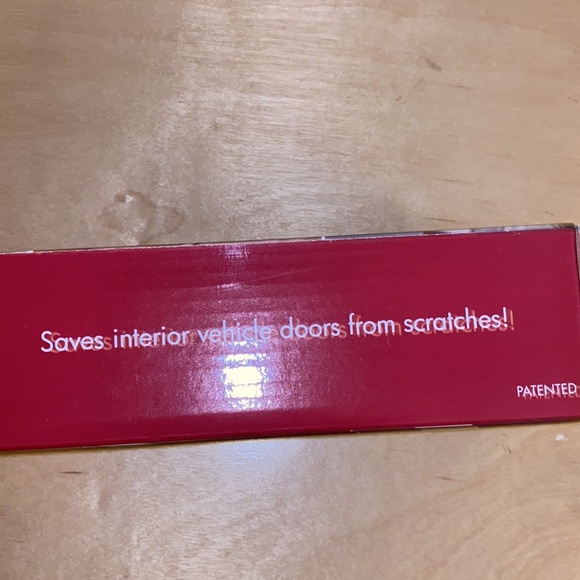 Saves interior vehicle doors from scratches!
PATENTED